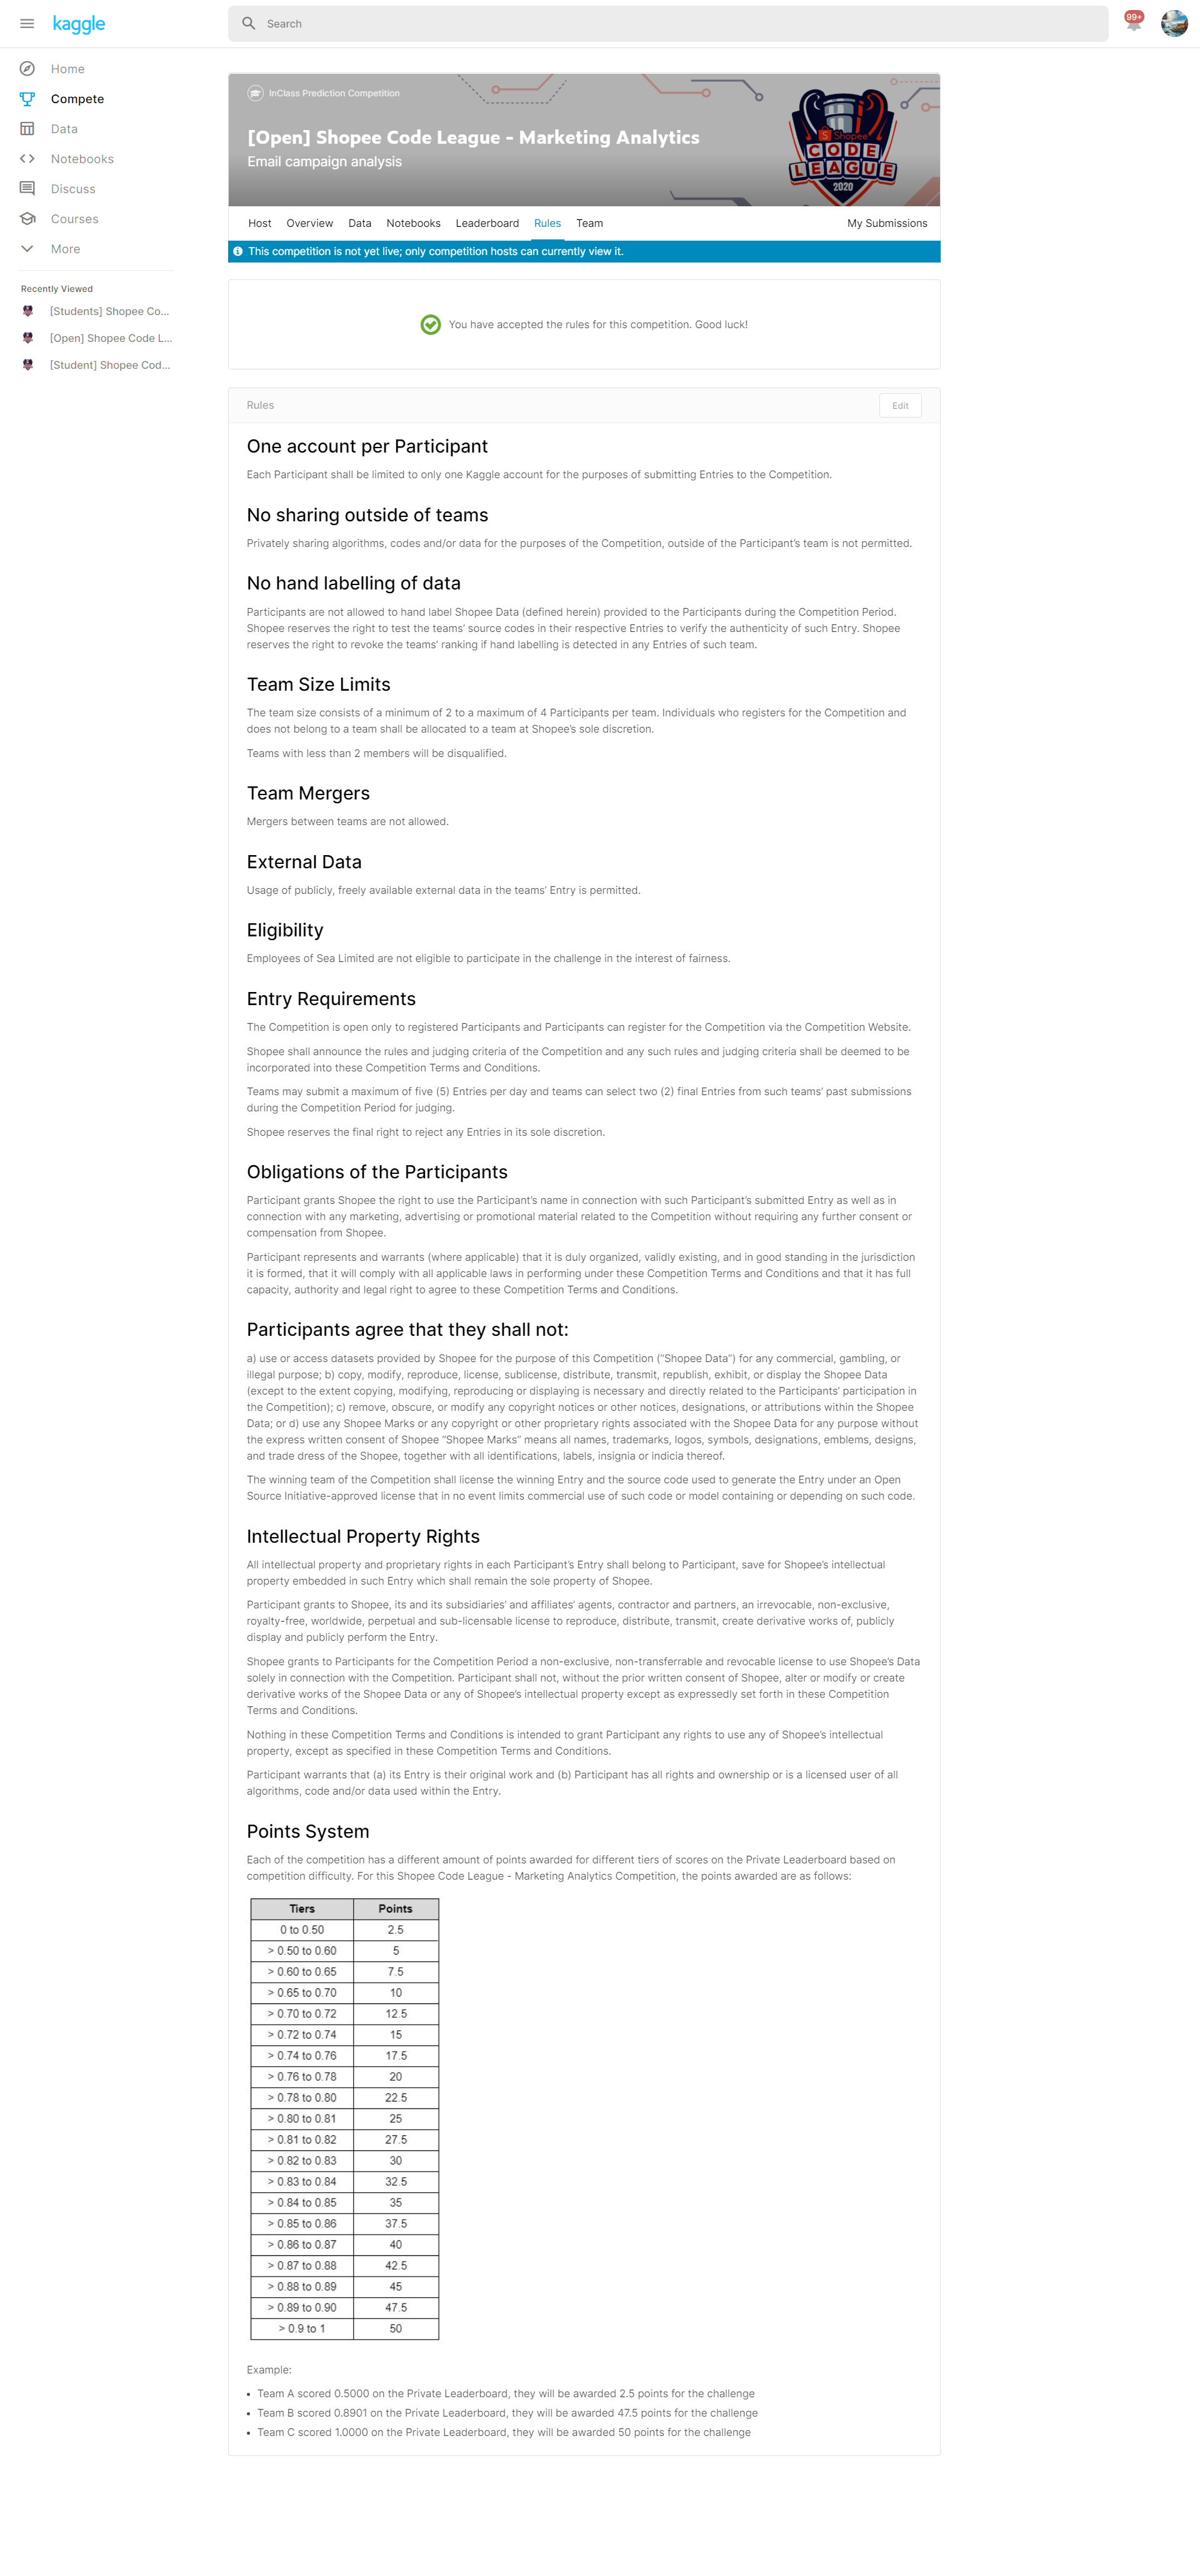 kaggle
Search
99+
Home
Compete
Data
Notebooks
Discuss
Courses
More
Recently Viewed
[Students] Shopee Co...
[Open] Shopee Code L...
[Student] Shopee Cod...
InClass Prediction Competition
[Open] Shopee Code League - Marketing Analytics
Email campaign analysis
Shopee
CODE
LEAGUE
2020
Host Overview Data Notebooks Leaderboard Rules Team My Submissions
This competition is not yet live; only competition hosts can currently view it.
You have accepted the rules for this competition. Good luck!
Rules
Edit
One account per Participant
Each Participant shall be limited to only one Kaggle account for the purposes of submitting Entries to the Competition.
No sharing outside of teams
Privately sharing algorithms, codes and/or data for the purposes of the Competition, outside of the Participant's team is not permitted.
No hand labelling of data
Participants are not allowed to hand label Shopee Data (defined herein) provided to the Participants during the Competition Period.
Shopee reserves the right to test the teams' source codes in their respective Entries to verify the authenticity of such Entry. Shopee
reserves the right to revoke the teams' ranking if hand labelling is detected in any Entries of such team.
Team Size Limits
The team size consists of a minimum of 2 to a maximum of 4 Participants per team. Individuals who registers for the Competition and
does not belong to a team shall be allocated to a team at Shopee's sole discretion.
Teams with less than 2 members will be disqualified.
Team Mergers
Mergers between teams are not allowed.
External Data
Usage of publicly, freely available external data in the teams' Entry is permitted.
Eligibility
Employees of Sea Limited are not eligible to participate in the challenge in the interest of fairness.
Entry Requirements
The Competition is open only to registered Participants and Participants can register for the Competition via the Competition Website.
Shopee shall announce the rules and judging criteria of the Competition and any such rules and judging criteria shall be deemed to be
incorporated into these Competition Terms and Conditions.
Teams may submit a maximum of five (5) Entries per day and teams can select two (2) final Entries from such teams' past submissions
during the Competition Period for judging.
Shopee reserves the final right to reject any Entries in its sole discretion.
Obligations of the Participants
Participant grants Shopee the right to use the Participant's name in connection with such Participant's submitted Entry as well as in
connection with any marketing, advertising or promotional material related to the Competition without requiring any further consent or
compensation from Shopee.
Participant represents and warrants (where applicable) that it is duly organized, validly existing, and in good standing in the jurisdiction
it is formed, that it will comply with all applicable laws in performing under these Competition Terms and Conditions and that it has full
capacity, authority and legal right to agree to these Competition Terms and Conditions.
Participants agree that they shall not:
a) use or access datasets provided by Shopee for the purpose of this Competition ("Shopee Data") for any commercial, gambling, or
illegal purpose; b) copy, modify, reproduce, license, sublicense, distribute, transmit, republish, exhibit, or display the Shopee Data
(except to the extent copying, modifying, reproducing or displaying is necessary and directly related to the Participants' participation in
the Competition); c) remove, obscure, or modify any copyright notices or other notices, designations, or attributions within the Shopee
Data; or d) use any Shopee Marks or any copyright or other proprietary rights associated with the Shopee Data for any purpose without
the express written consent of Shopee "Shopee Marks" means all names, trademarks, logos, symbols, designations, emblems, designs,
and trade dress of the Shopee, together with all identifications, labels, insignia or indicia thereof.
The winning team of the Competition shall license the winning Entry and the source code used to generate the Entry under an Open
Source Initiative-approved license that in no event limits commercial use of such code or model containing or depending on such code.
Intellectual Property Rights
All intellectual property and proprietary rights in each Participant's Entry shall belong to Participant, save for Shopee's intellectual
property embedded in such Entry which shall remain the sole property of Shopee.
Participant grants to Shopee, its and its subsidiaries' and affiliates' agents, contractor and partners, an irrevocable, non-exclusive,
royalty-free, worldwide, perpetual and sub-licensable license to reproduce, distribute, transmit, create derivative works of, publicly
display and publicly perform the Entry.
Shopee grants to Participants for the Competition Period a non-exclusive, non-transferrable and revocable license to use Shopee's Data
solely in connection with the Competition. Participant shall not, without the prior written consent of Shopee, alter or modify or create
derivative works of the Shopee Data or any of Shopee's intellectual property except as expressedly set forth in these Competition
Terms and Conditions.
Nothing in these Competition Terms and Conditions is intended to grant Participant any rights to use any of Shopee's intellectual
property, except as specified in these Competition Terms and Conditions.
Participant warrants that (a) its Entry is their original work and (b) Participant has all rights and ownership or is a licensed user of all
algorithms, code and/or data used within the Entry.
Points System
Each of the competition has a different amount of points awarded for different tiers of scores on the Private Leaderboard based on
competition difficulty. For this Shopee Code League - Marketing Analytics Competition, the points awarded are as follows:
Tiers Points
0 to 0.50 2.5
> 0.50 to 0.60 5
> 0.60 to 0.65 7.5
> 0.65 to 0.70 10
> 0.70 to 0.72 12.5
> 0.72 to 0.74 15
> 0.74 to 0.76 17.5
> 0.76 to 0.78 20
> 0.78 to 0.80 22.5
> 0.80 to 0.81 25
> 0.81 to 0.82 27.5
> 0.82 to 0.83 30
> 0.83 to 0.84 32.5
> 0.84 to 0.85 35
> 0.85 to 0.86 37.5
> 0.86 to 0.87 40
> 0.87 to 0.88 42.5
> 0.88 to 0.89 45
> 0.89 to 0.90 47.5
> 0.9 to 1 50
Example:
• Team A scored 0.5000 on the Private Leaderboard, they will be awarded 2.5 points for the challenge
• Team B scored 0.8901 on the Private Leaderboard, they will be awarded 47.5 points for the challenge
• Team C scored 1.0000 on the Private Leaderboard, they will be awarded 50 points for the challenge